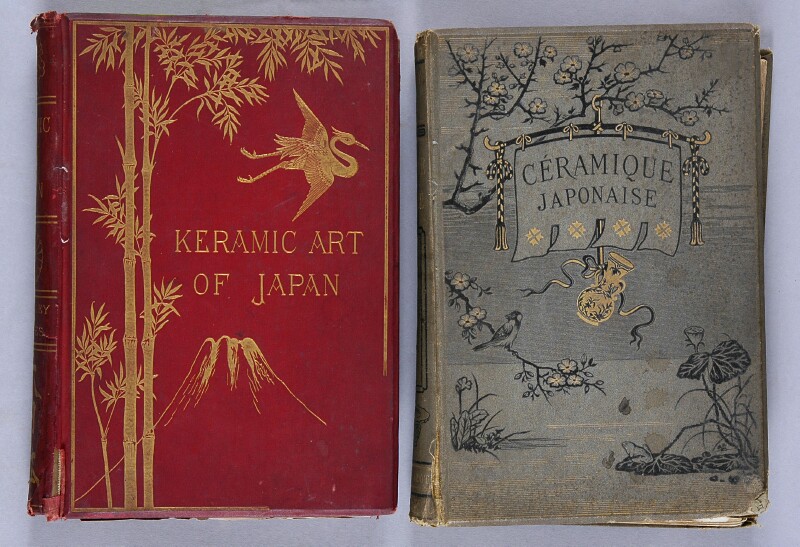 KERAMIC ART
OF JAPAN
CÉRAMIQUE
JAPONAISE